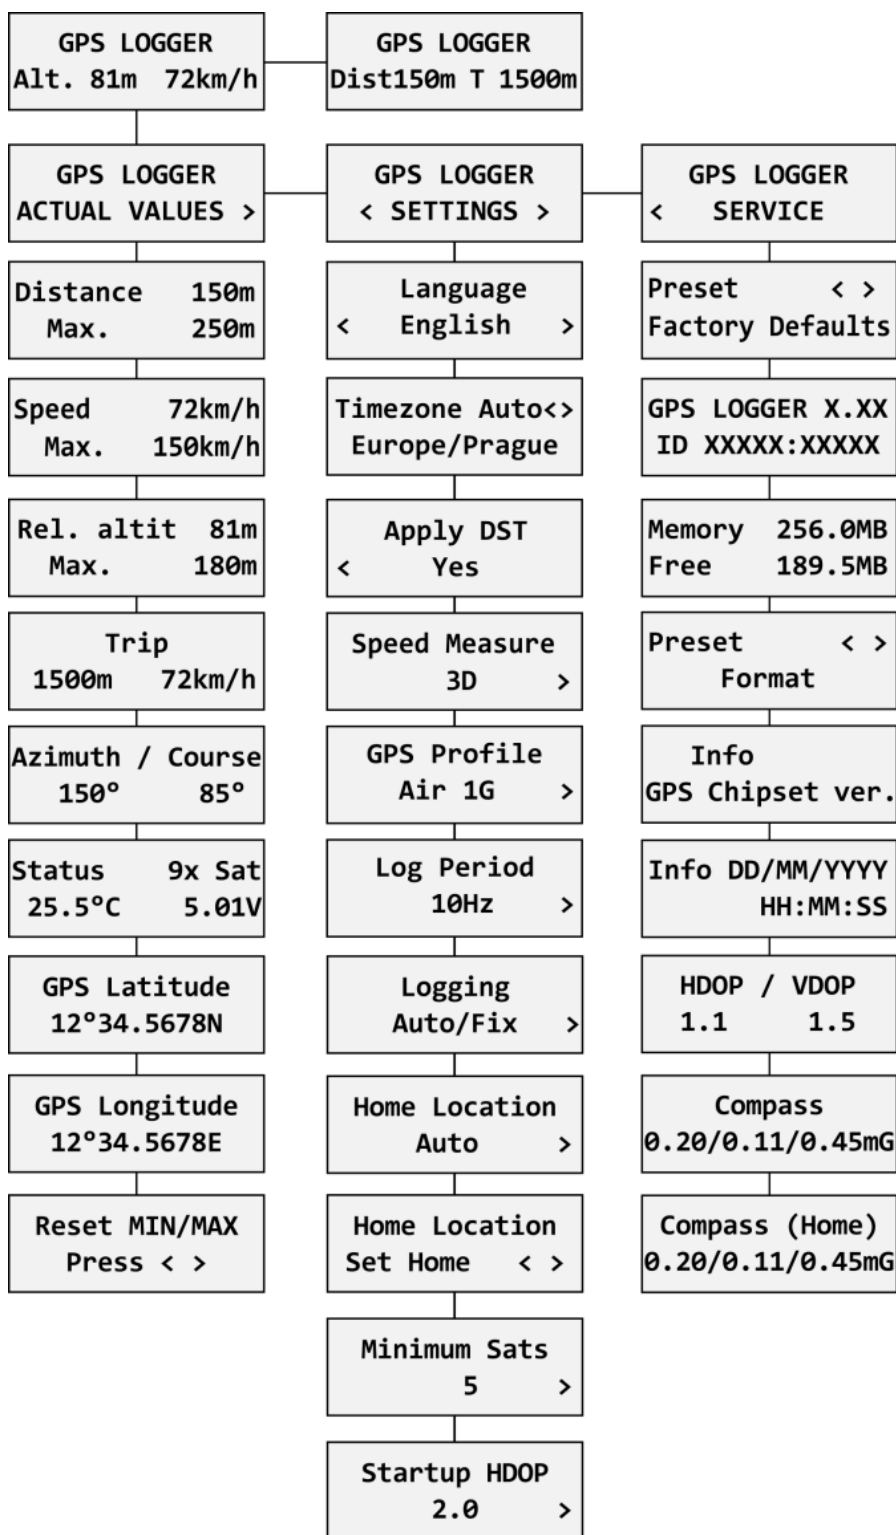 GPS LOGGER
Alt. 81m 72km/h
GPS LOGGER
Dist150m T 1500m
GPS LOGGER
ACTUAL VALUES >
Distance 150m
Max. 250m
Speed 72km/h
Max. 150km/h
Rel. altit 81m
Max. 180m
Trip
1500m 72km/h
Azimuth / Course
150° 85°
Status 9x Sat
25.5°C 5.01V
GPS Latitude
12°34.5678N
GPS Longitude
12°34.5678E
Reset MIN/MAX
Press < >
GPS LOGGER
< SETTINGS >
Language
< English >
Timezone Auto<>
Europe/Prague
Apply DST
< Yes
Speed Measure
3D >
GPS Profile
Air 1G >
Log Period
10Hz >
Logging
Auto/Fix >
Home Location
Auto >
Home Location
Set Home < >
Minimum Sats
5 >
Startup HDOP
2.0 >
GPS LOGGER
< SERVICE
Preset < >
Factory Defaults
GPS LOGGER X.XX
ID XXXXX:XXXXX
Memory 256.0MB
Free 189.5MB
Preset < >
Format
Info
GPS Chipset ver.
Info DD/MM/YYYY
HH:MM:SS
HDOP / VDOP
1.1 1.5
Compass
0.20/0.11/0.45mG
Compass (Home)
0.20/0.11/0.45mG